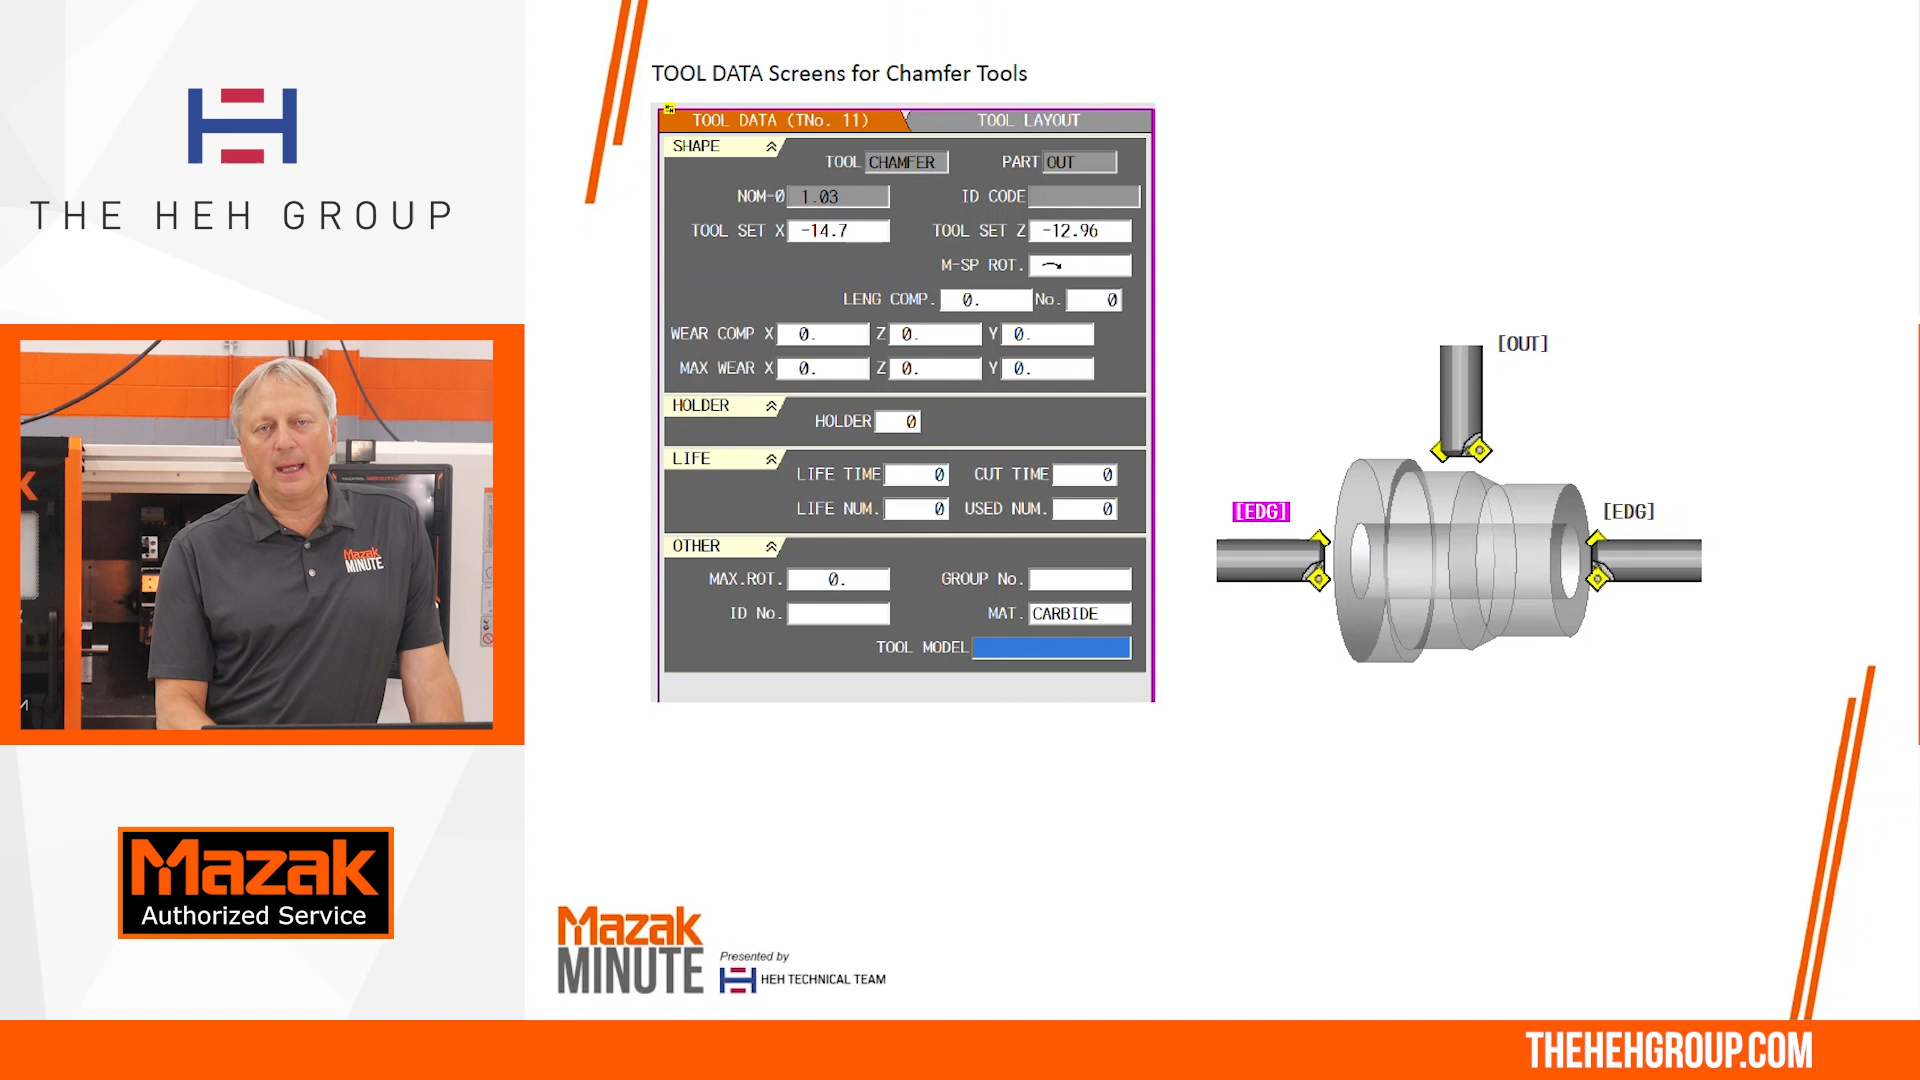 THE HEH GROUP
Mazak
MINUTE
Mazak
Authorized Service
TOOL DATA Screens for Chamfer Tools
TOOL DATA (TNo. 11) TOOL LAYOUT
SHAPE
TOOL CHAMFER PART OUT
NOM-Ø 1.03 ID CODE
TOOL SET X -14.7 TOOL SET Z -12.96
M-SP ROT.
LENG COMP. 0. No. 0
WEAR COMP X 0. Z 0. Y 0.
MAX WEAR X 0. Z 0. Y 0.
HOLDER
HOLDER 0
LIFE
LIFE TIME 0 CUT TIME 0
LIFE NUM. 0 USED NUM. 0
OTHER
MAX.ROT. 0. GROUP No.
ID No. MAT. CARBIDE
TOOL MODEL
[OUT]
[EDG] [EDG]
Mazak
MINUTE
Presented by
HEH TECHNICAL TEAM
THEHEHGROUP.COM